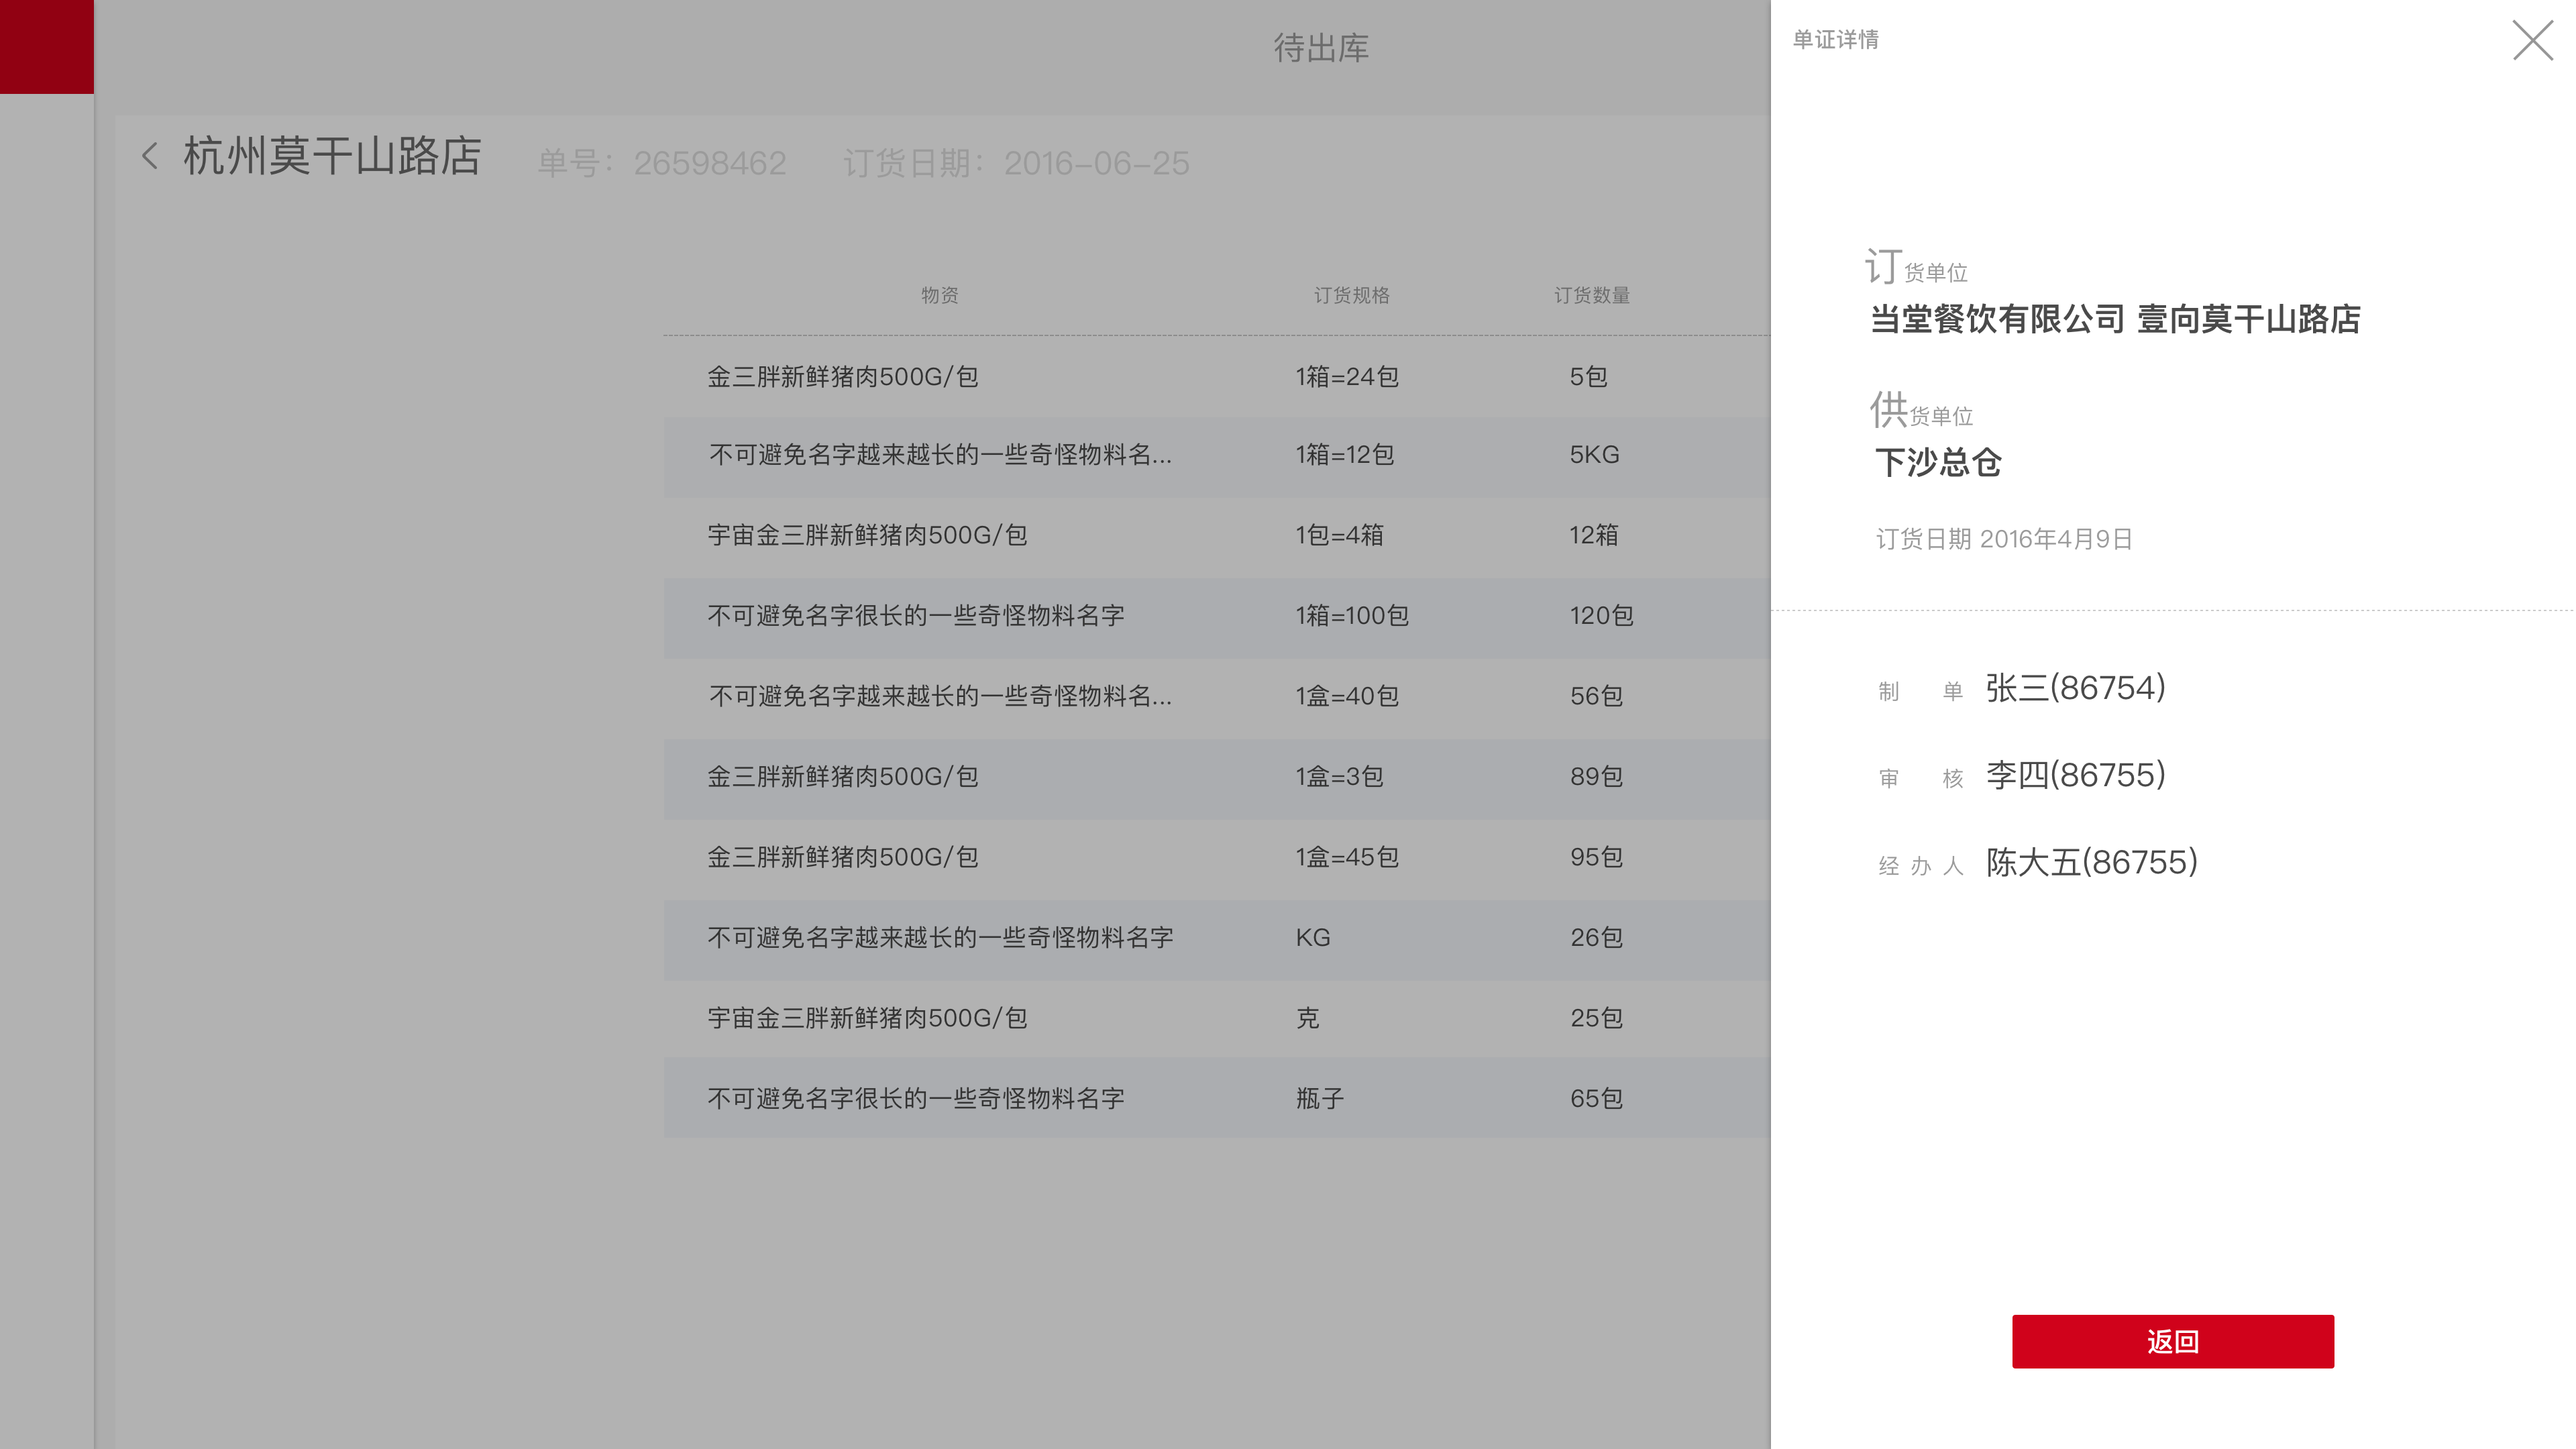 待出库
杭州莫干山路店 单号：26598462 订货日期：2016-06-25
物资 订货规格 订货数量
金三胖新鲜猪肉500G/包 1箱=24包 5包
不可避免名字越来越长的一些奇怪物料名... 1箱=12包 5KG
宇宙金三胖新鲜猪肉500G/包 1包=4箱 12箱
不可避免名字很长的一些奇怪物料名字 1箱=100包 120包
不可避免名字越来越长的一些奇怪物料名... 1盒=40包 56包
金三胖新鲜猪肉500G/包 1盒=3包 89包
金三胖新鲜猪肉500G/包 1盒=45包 95包
不可避免名字越来越长的一些奇怪物料名字 KG 26包
宇宙金三胖新鲜猪肉500G/包 克 25包
不可避免名字很长的一些奇怪物料名字 瓶子 65包
单证详情
订货单位
当堂餐饮有限公司 壹向莫干山路店
供货单位
下沙总仓
订货日期 2016年4月9日
制单 张三(86754)
审核 李四(86755)
经办人 陈大五(86755)
返回